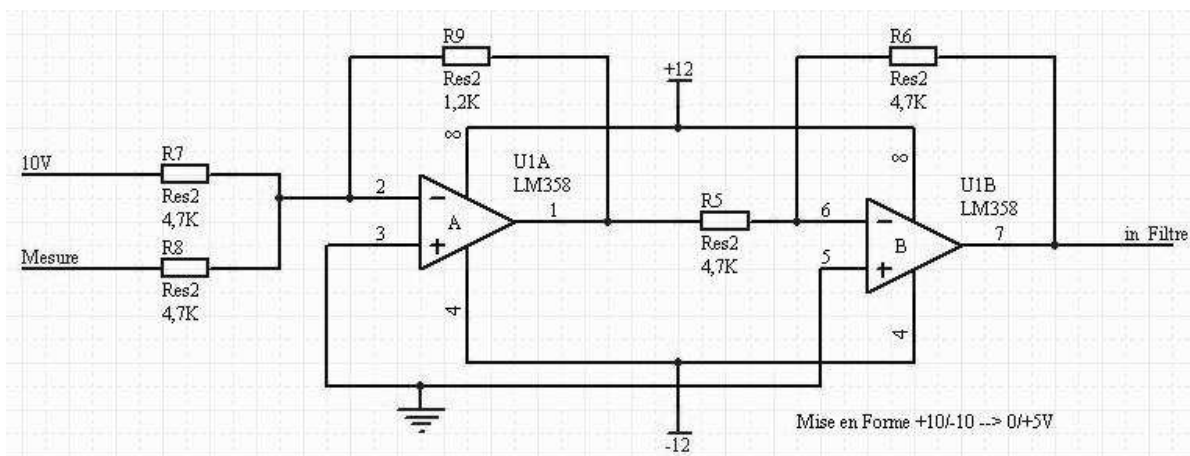 R9
Res2
1,2K
+12
R6
Res2
4,7K
8
8
10V
R7
Res2
4,7K
Mesure
R8
Res2
4,7K
2
3
A
1
4
U1A
LM358
R5
Res2
4,7K
6
5
B
7
4
U1B
LM358
in Filtre
-12
Mise en Forme +10/-10 --> 0/+5V